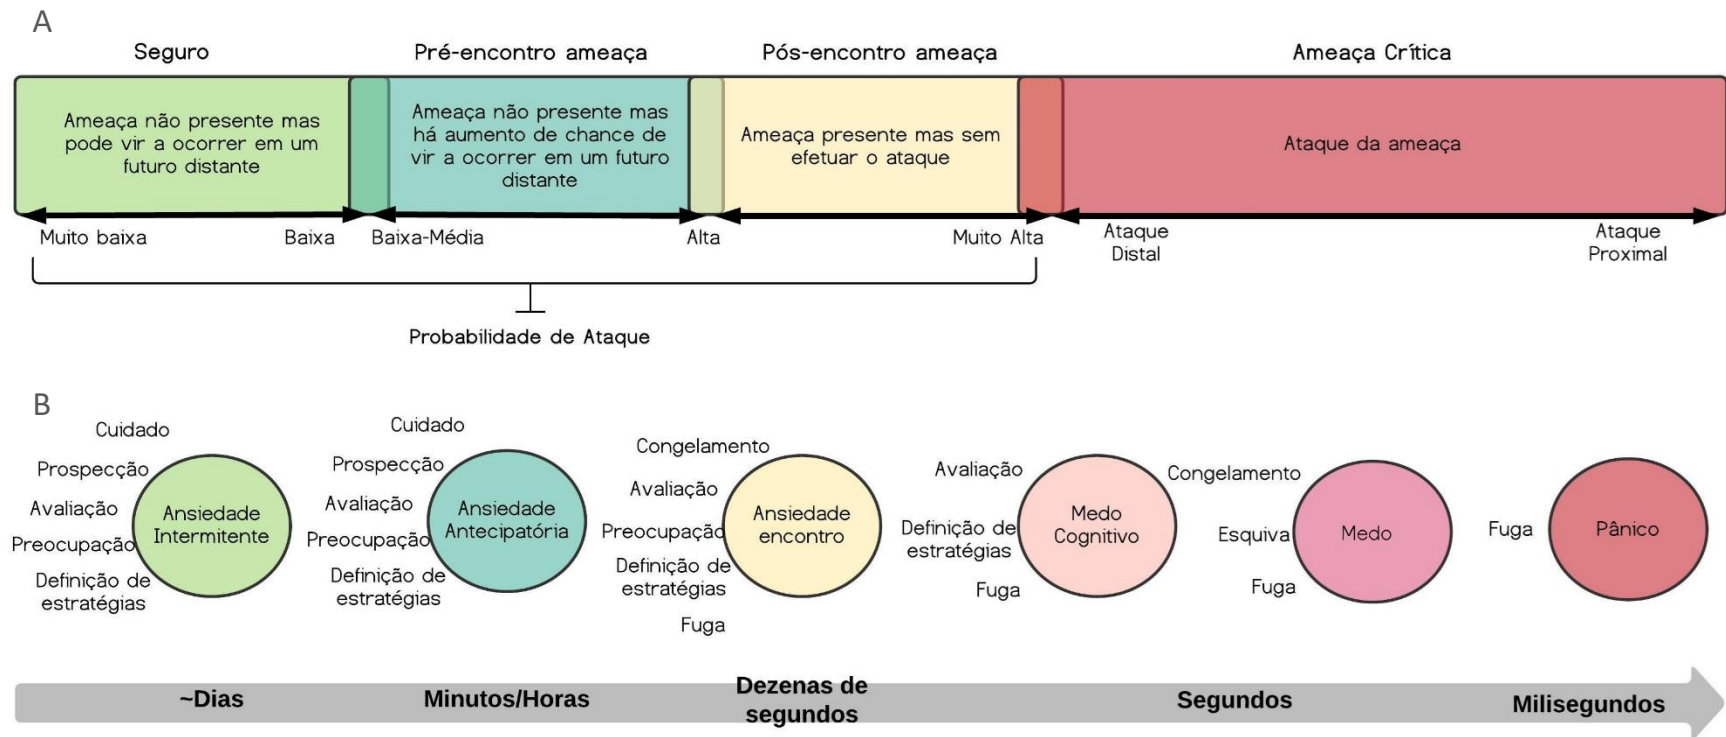 A
Seguro
Pré-encontro ameaça
Pós-encontro ameaça
Ameaça Crítica
Ameaça não presente mas
pode vir a ocorrer em um
futuro distante
Ameaça não presente mas
há aumento de chance de
vir a ocorrer em um futuro
distante
Ameaça presente mas sem
efetuar o ataque
Ataque da ameaça
Muito baixa
Baixa
Baixa-Média
Alta
Muito Alta
Ataque
Distal
Ataque
Proximal
Probabilidade de Ataque
B
Cuidado
Prospecção
Avaliação
Preocupação
Definição de
estratégias
Ansiedade
Intermitente
Cuidado
Prospecção
Avaliação
Preocupação
Definição de
estratégias
Ansiedade
Antecipatória
Congelamento
Avaliação
Preocupação
Definição de
estratégias
Fuga
Ansiedade
encontro
Avaliação
Definição de
estratégias
Fuga
Medo
Cognitivo
Congelamento
Esquiva
Fuga
Medo
Fuga
Pânico
~Dias
Minutos/Horas
Dezenas de
segundos
Segundos
Milisegundos